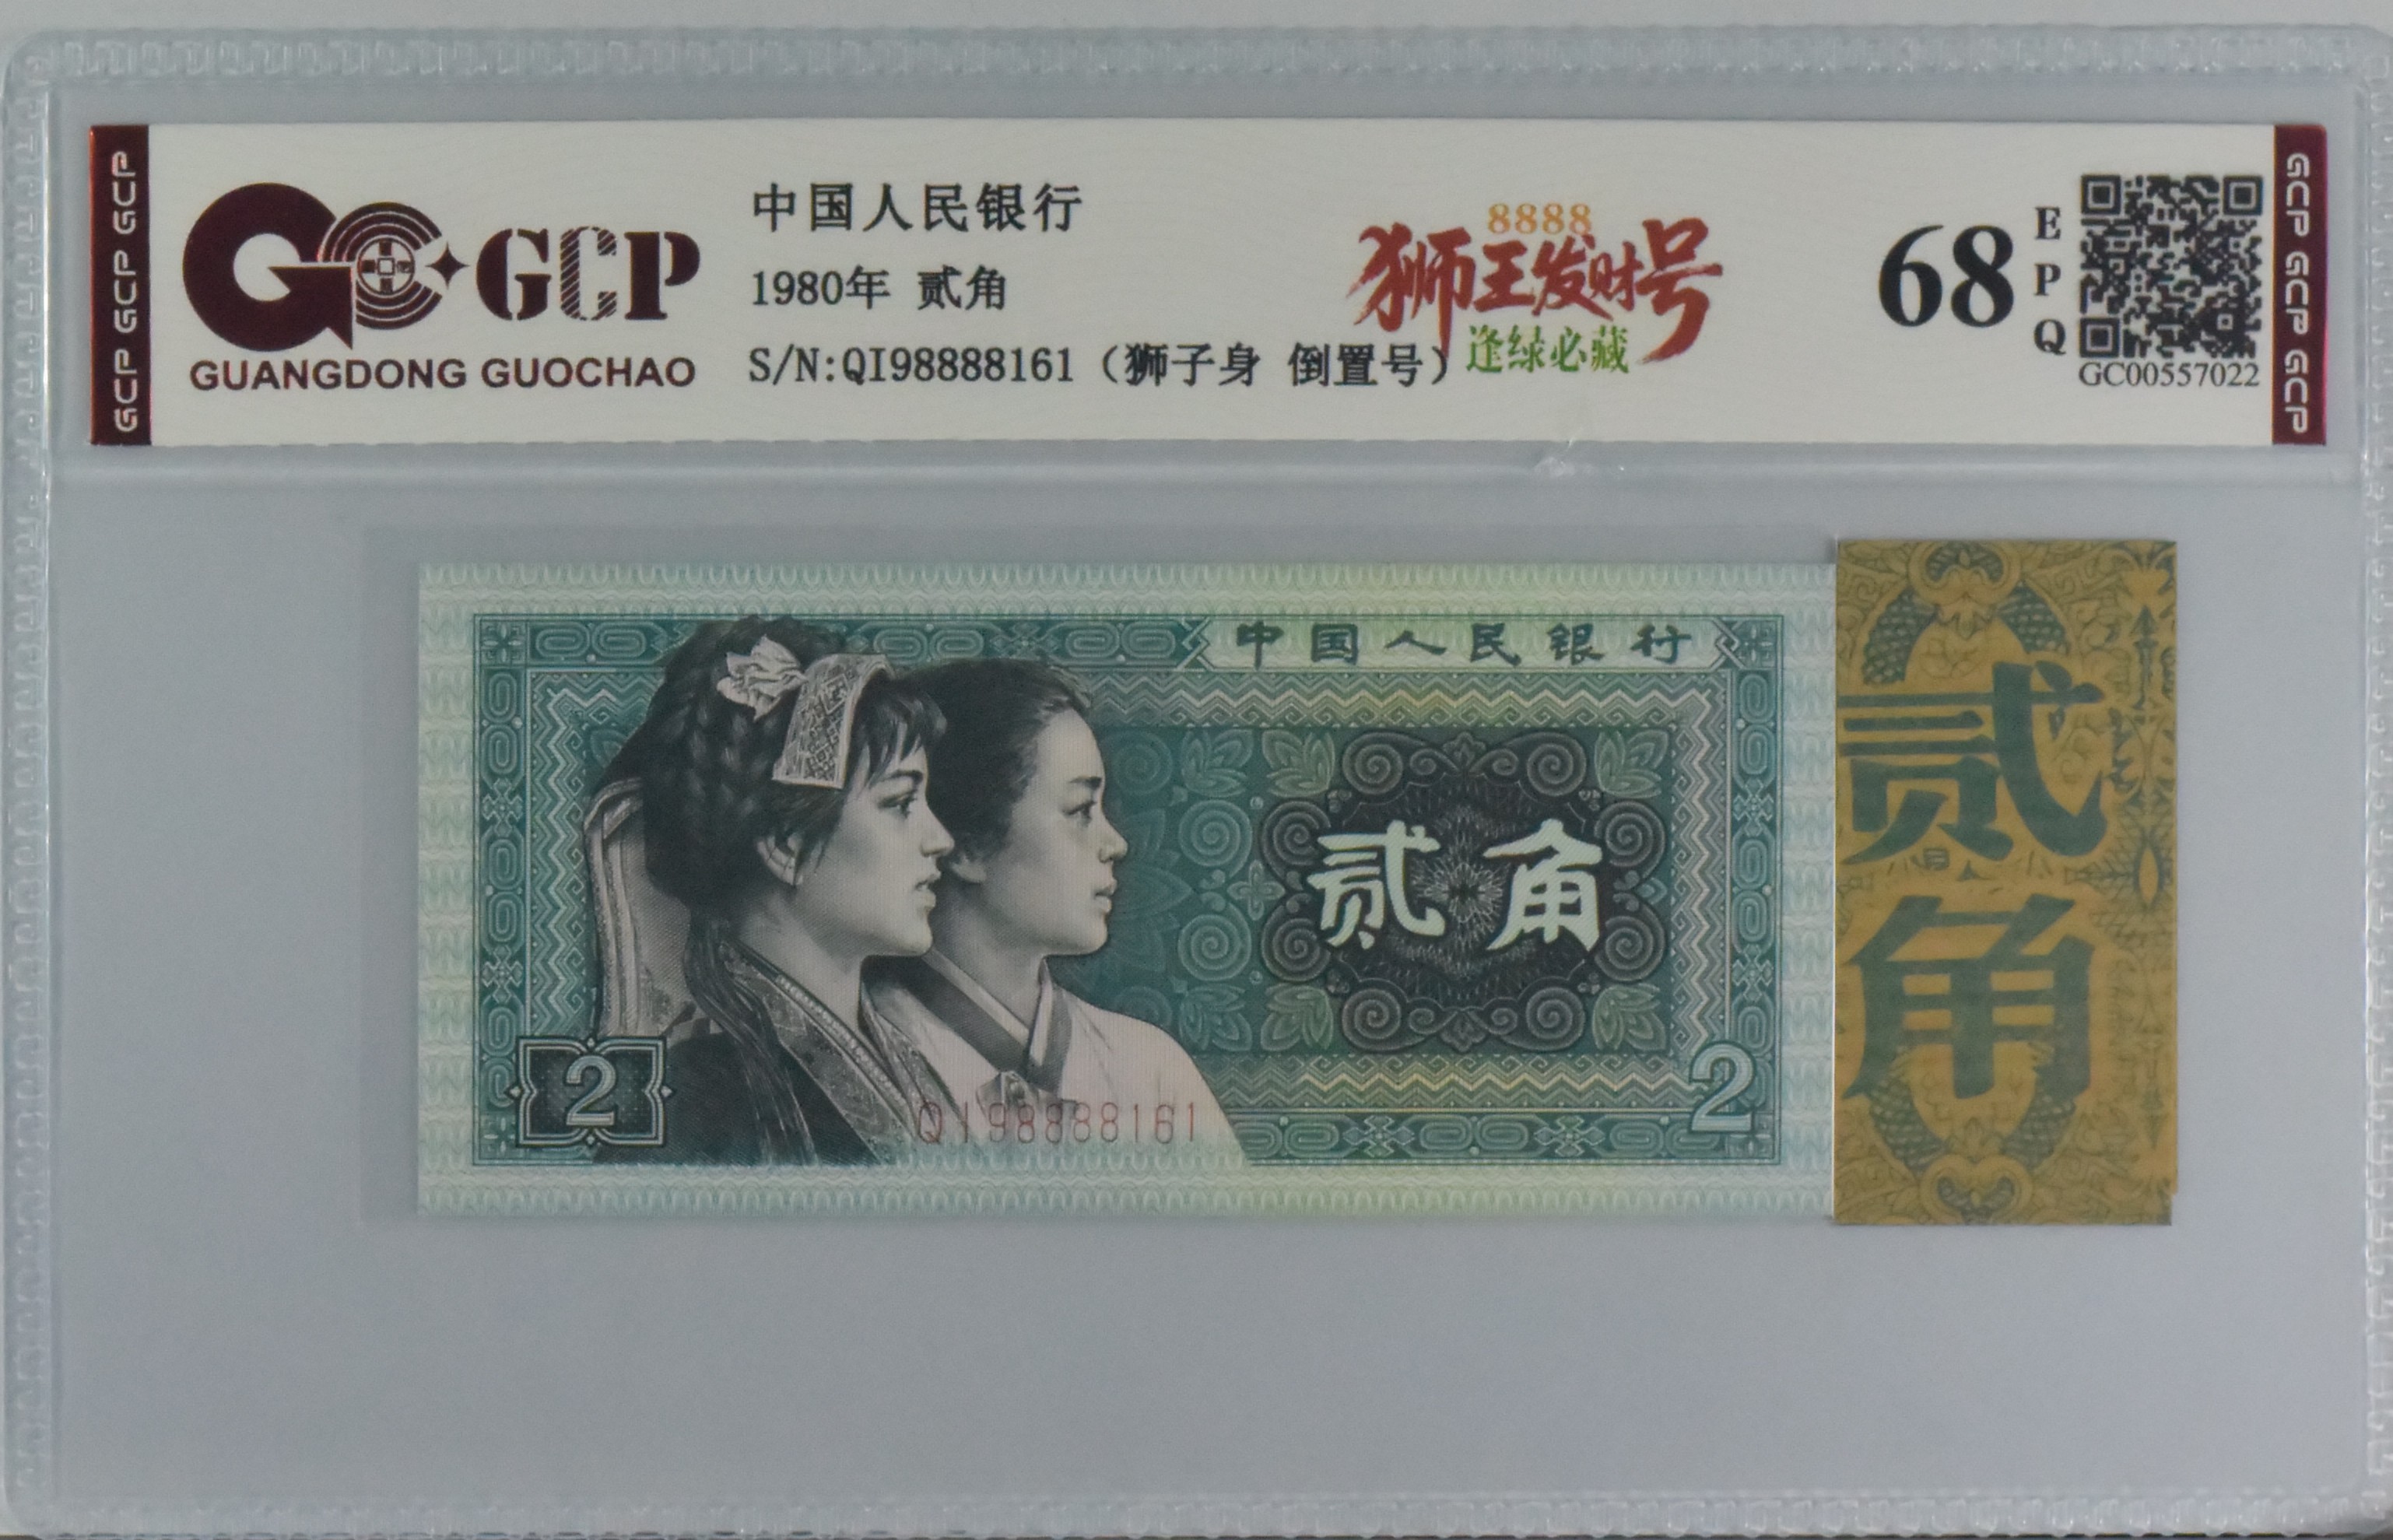 GCP GCP GCP
GCP
GUANGDONG GUOCHAO
中国人民银行
1980年 贰角
S/N:QI98888161（狮子身 倒置号）
8888
狮王发财号
逢绿必藏
68
EPQ
GC00557022
GCP GCP GCP
中国人民银行
贰角
2
2
QI98888161
贰角